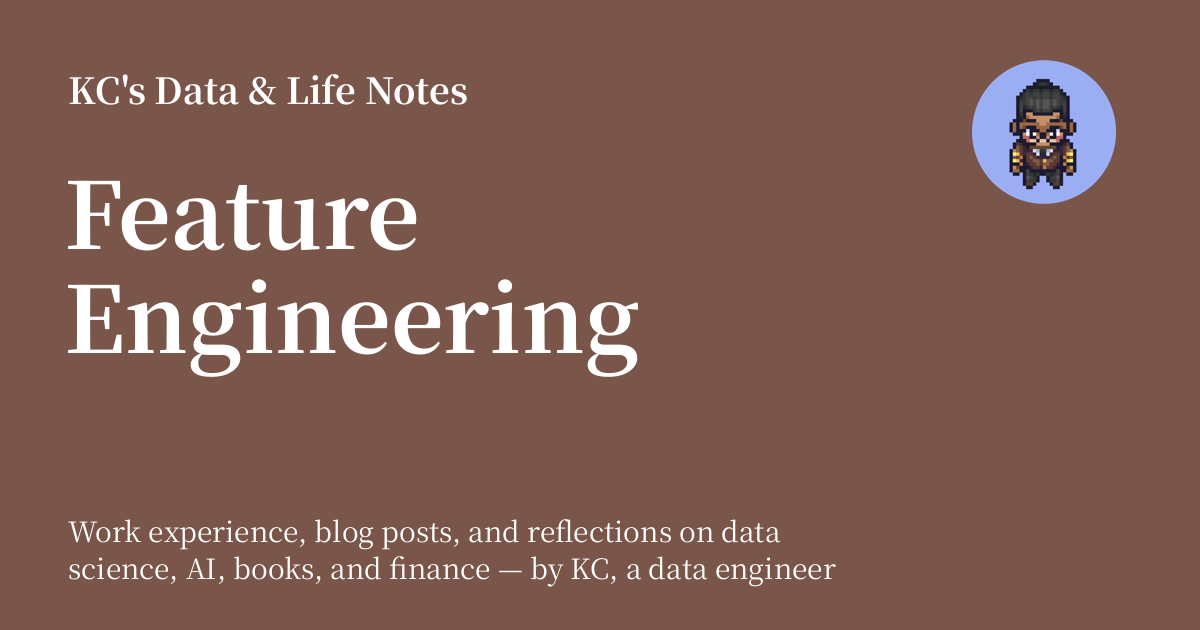 KC's Data & Life Notes
Feature
Engineering
Work experience, blog posts, and reflections on data
science, AI, books, and finance — by KC, a data engineer